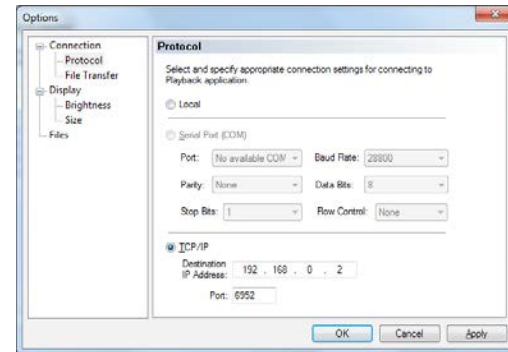 Options
Connection
Protocol
File Transfer
Display
Brightness
Size
Files
Protocol
Select and specify appropriate connection settings for connecting to
Playback application.
Local
Serial Port (COM)
Port: No available COM Baud Rate: 28800
Parity: None Data Bits: 8
Stop Bits: 1 Flow Control: None
TCP/IP
Destination
IP Address: 192 . 168 . 0 . 2
Port: 6952
OK Cancel Apply